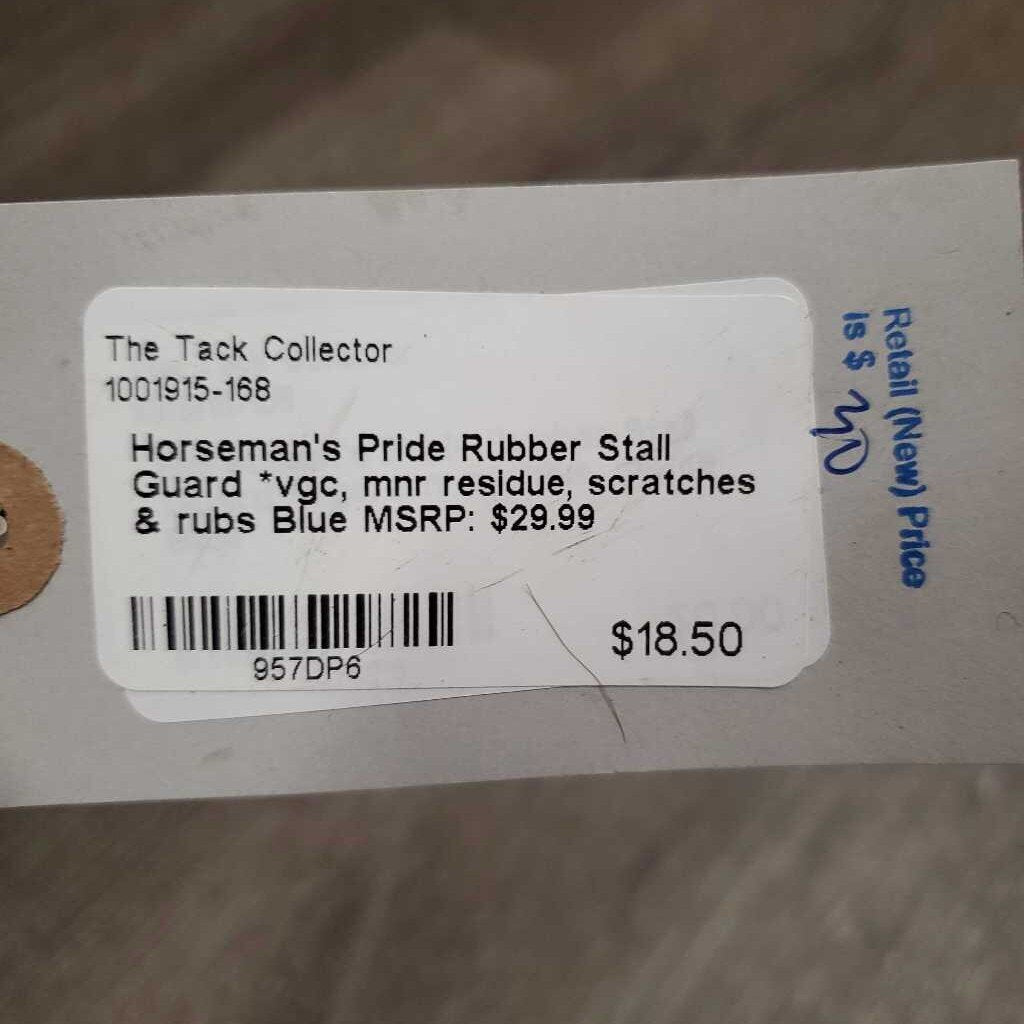 The Tack Collector
1001915-168
Horseman's Pride Rubber Stall
Guard *vgc, mnr residue, scratches
& rubs Blue MSRP: $29.99
957DP6
$18.50
Retail (New) Price
is $ 30